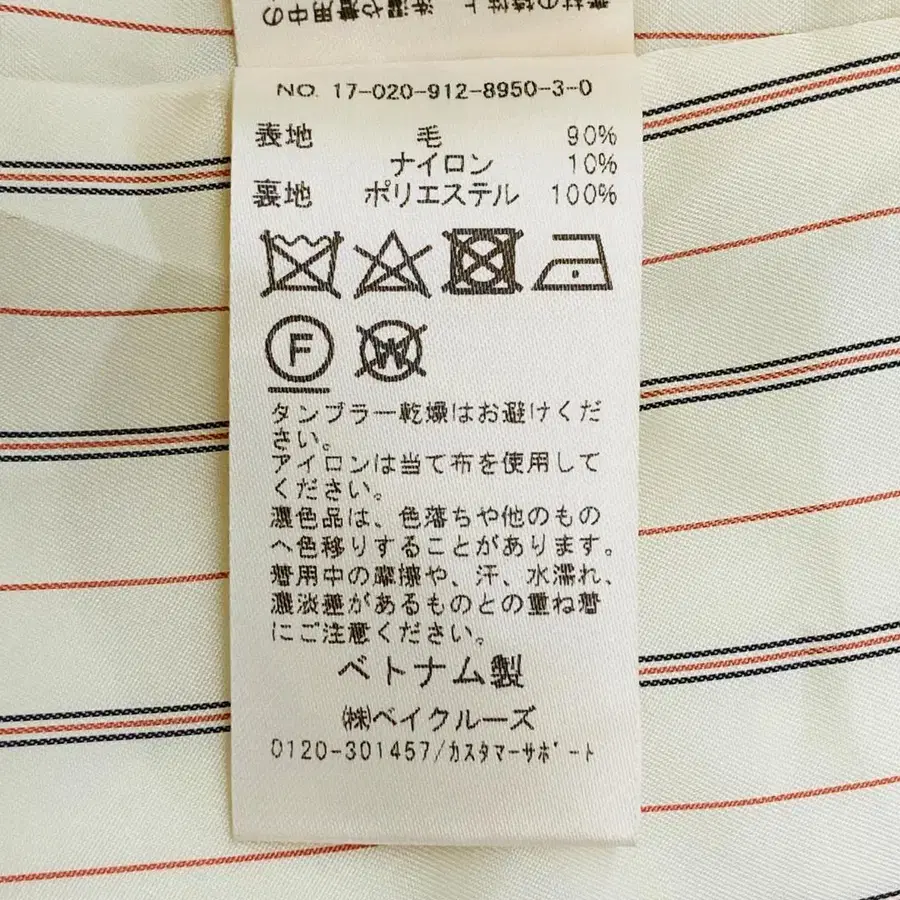 NO. 17-020-912-8950-3-0
表地 毛 90%
ナイロン 10%
裏地 ポリエステル 100%
F
W
タンブラー乾燥はお避けくだ
さい。
アイロンは当て布を使用して
ください。
濃色品は、色落ちや他のもの
へ色移りすることがあります。
着用中の摩擦や、汗、水濡れ、
濃淡差があるものとの重ね着
にご注意ください。
ベトナム製
㈱ベイクルーズ
0120-301457/カスタマーサポート